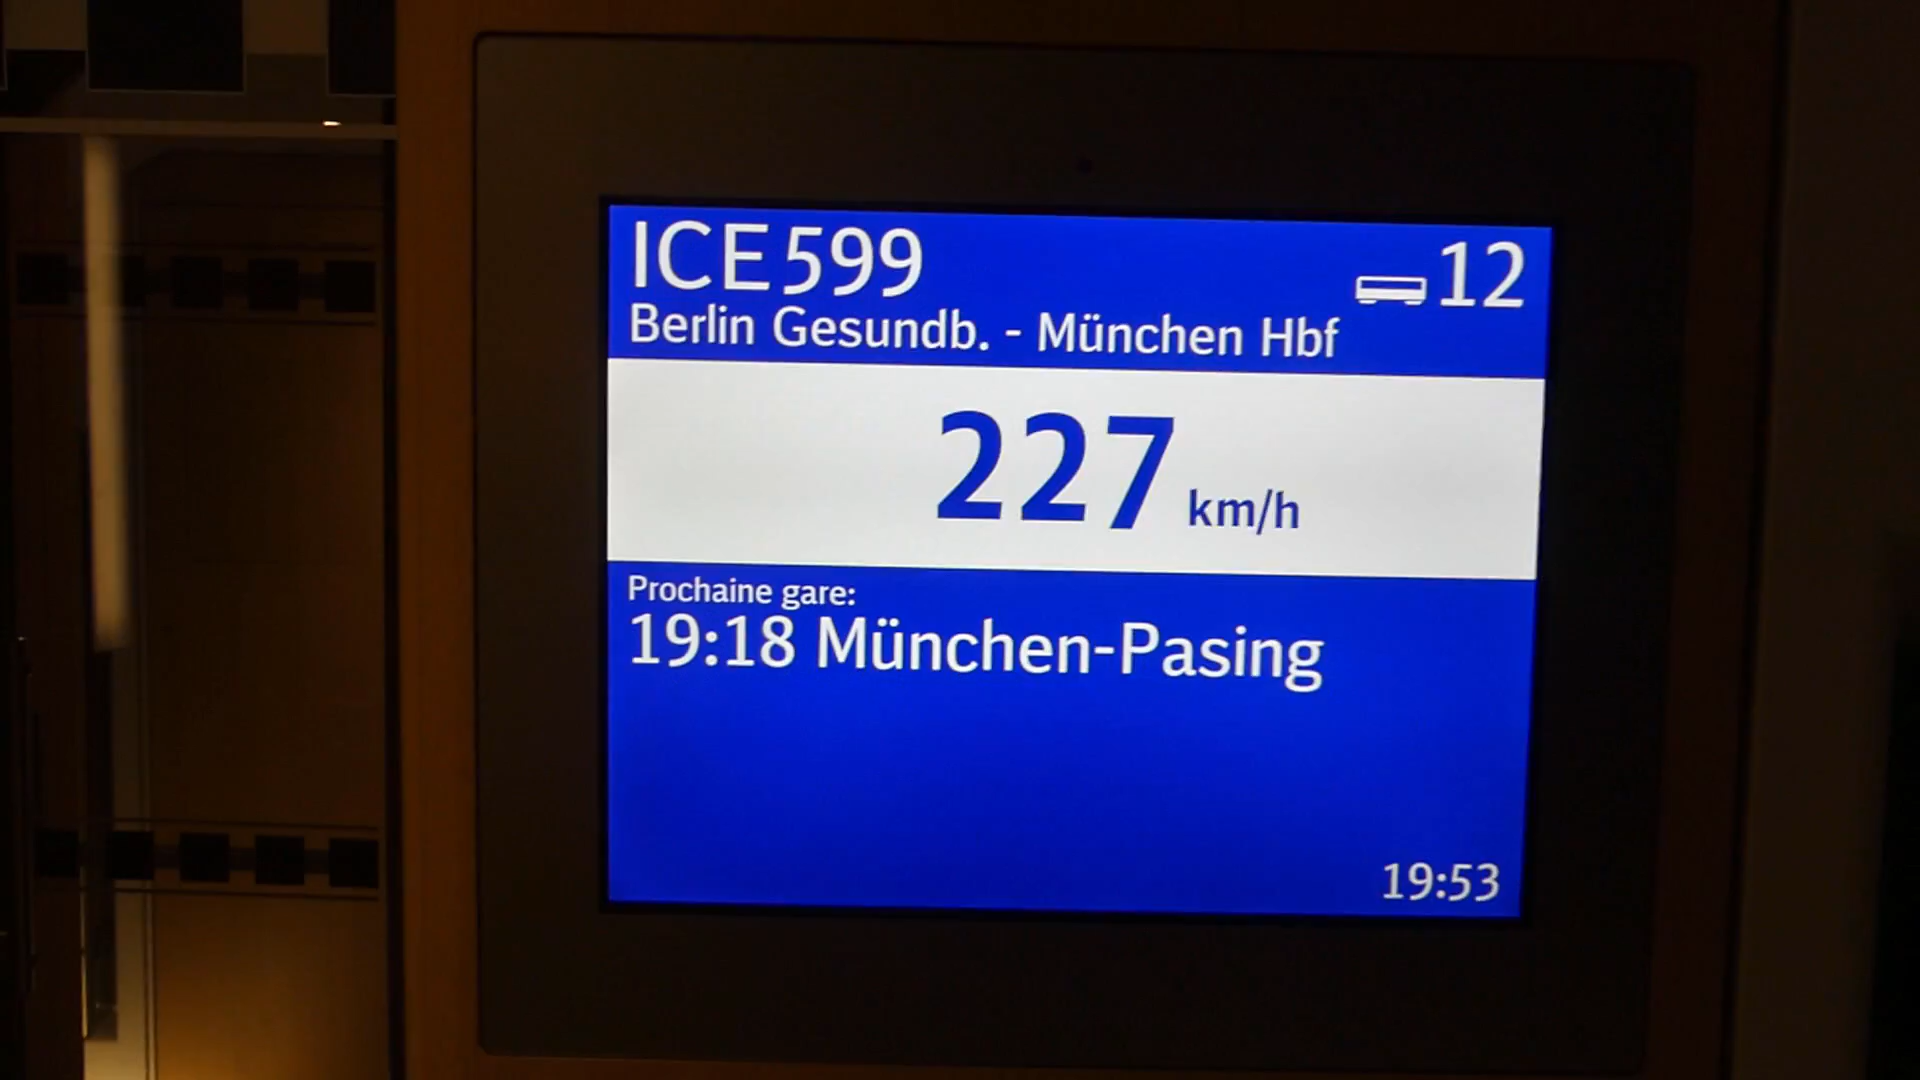 ICE 599
12
Berlin Gesundb. - München Hbf
227 km/h
Prochaine gare:
19:18 München-Pasing
19:53